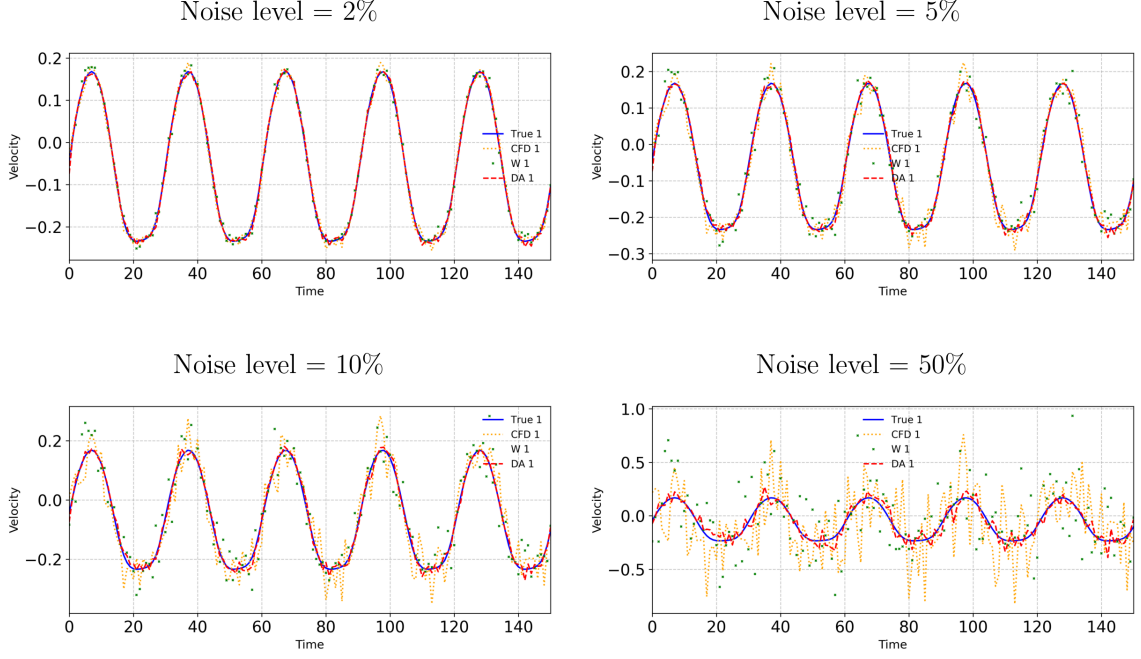 Noise level = 2%
Noise level = 5%
0.2
0.1
0.0
−0.1
−0.2
Velocity
0 20 40 60 80 100 120 140
Time
True 1
CFD 1
W 1
DA 1
0.2
0.1
0.0
−0.1
−0.2
−0.3
Velocity
0 20 40 60 80 100 120 140
Time
True 1
CFD 1
W 1
DA 1
Noise level = 10%
Noise level = 50%
0.2
0.0
−0.2
Velocity
0 20 40 60 80 100 120 140
Time
True 1
CFD 1
W 1
DA 1
1.0
0.5
0.0
−0.5
Velocity
0 20 40 60 80 100 120 140
Time
True 1
CFD 1
W 1
DA 1